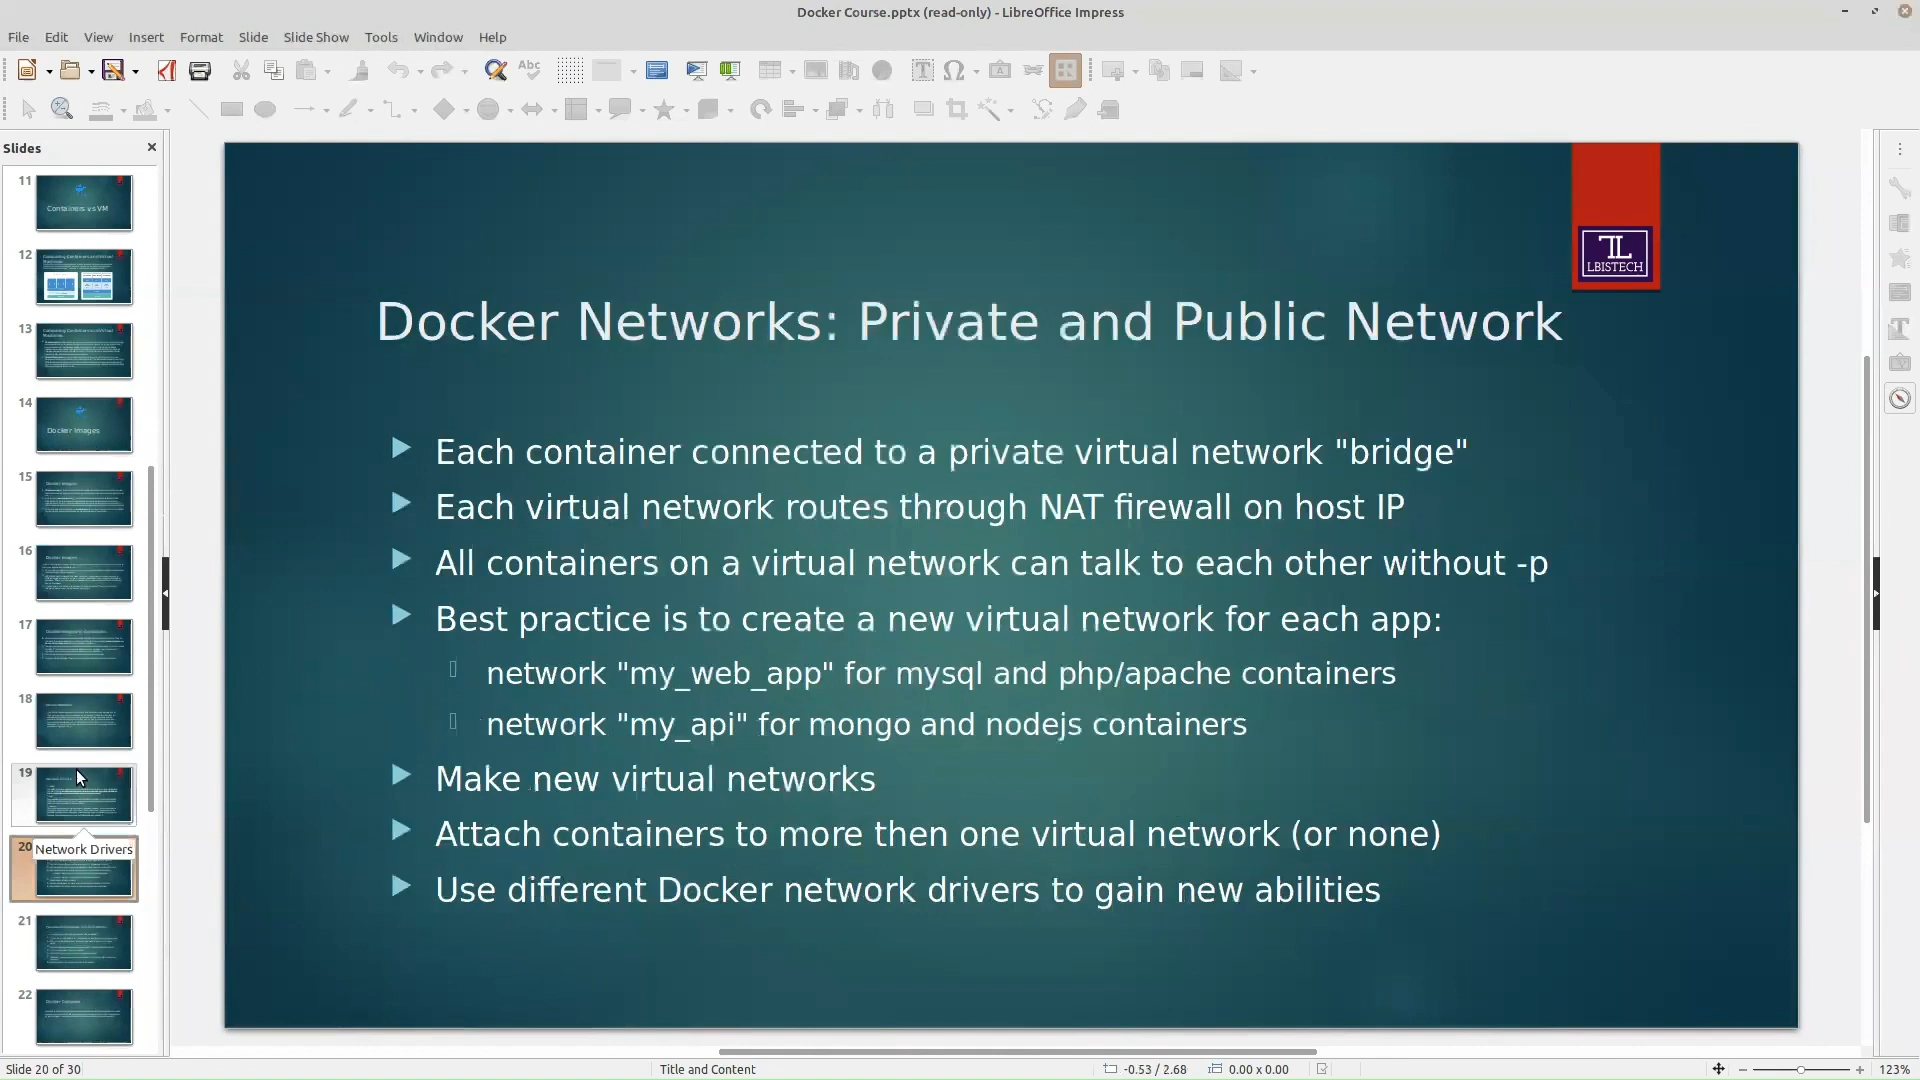 Docker Course.pptx (read-only) - LibreOffice Impress
File Edit View Insert Format Slide Slide Show Tools Window Help
Abc
Slides
11
Containers v.s VM
12
13
14
Docker Images
15
16
17
18
19
Network Drivers
20
21
22
LBISTECH
Docker Networks: Private and Public Network
Each container connected to a private virtual network "bridge"
Each virtual network routes through NAT firewall on host IP
All containers on a virtual network can talk to each other without -p
Best practice is to create a new virtual network for each app:
network "my_web_app" for mysql and php/apache containers
network "my_api" for mongo and nodejs containers
Make new virtual networks
Attach containers to more then one virtual network (or none)
Use different Docker network drivers to gain new abilities
Slide 20 of 30
Title and Content
-0.53 / 2.68
0.00 x 0.00
123%